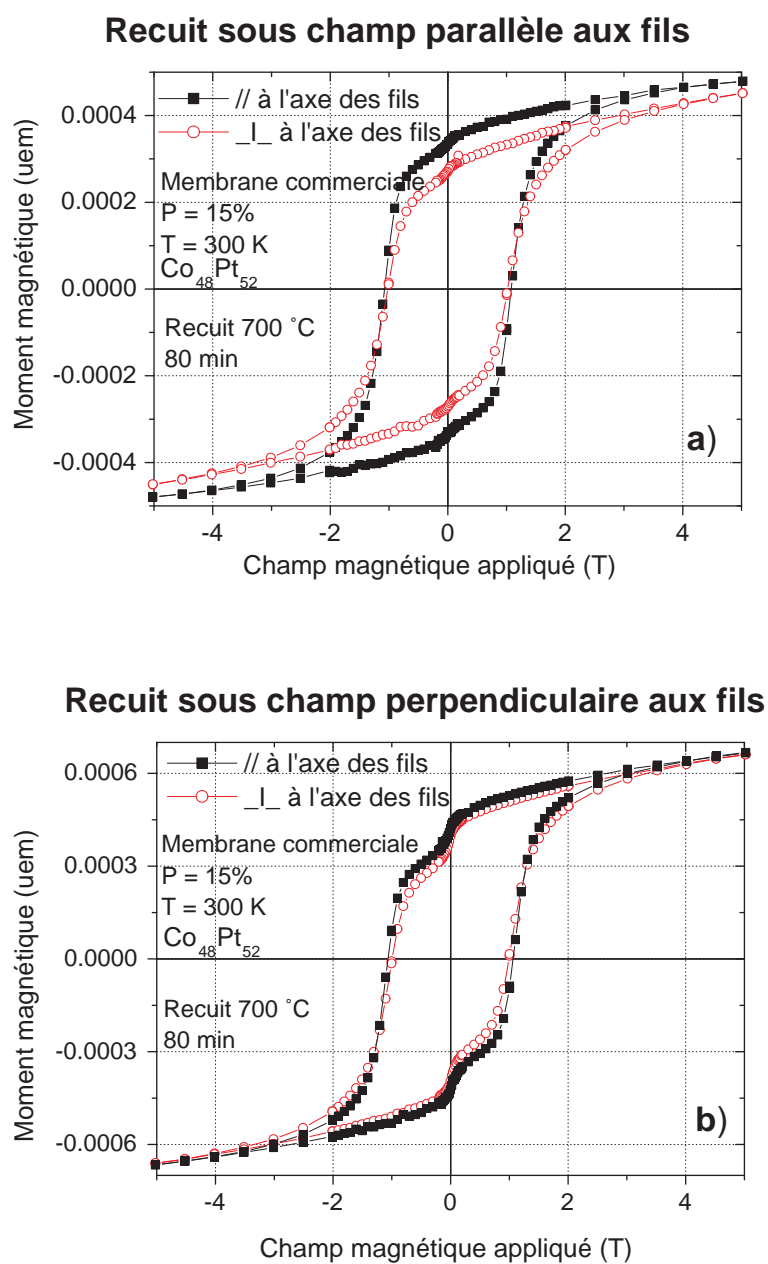 Recuit sous champ parallèle aux fils
// à l'axe des fils
_I_ à l'axe des fils
Membrane commerciale
P = 15%
T = 300 K
Co48Pt52
Recuit 700 °C
80 min
a)
0.0004
0.0002
0.0000
-0.0002
-0.0004
Moment magnétique (uem)
-4 -2 0 2 4
Champ magnétique appliqué (T)
Recuit sous champ perpendiculaire aux fils
// à l'axe des fils
_I_ à l'axe des fils
Membrane commerciale
P = 15%
T = 300 K
Co48Pt52
Recuit 700 °C
80 min
b)
0.0006
0.0003
0.0000
-0.0003
-0.0006
Moment magnétique (uem)
-4 -2 0 2 4
Champ magnétique appliqué (T)